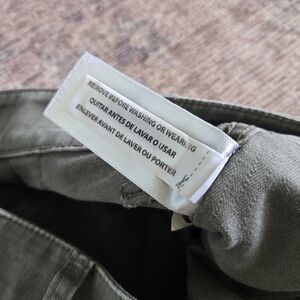 REMOVE BEFORE WASHING OR WEARING
QUITAR ANTES DE LAVAR O USAR
ENLEVER AVANT DE LAVER OU PORTER